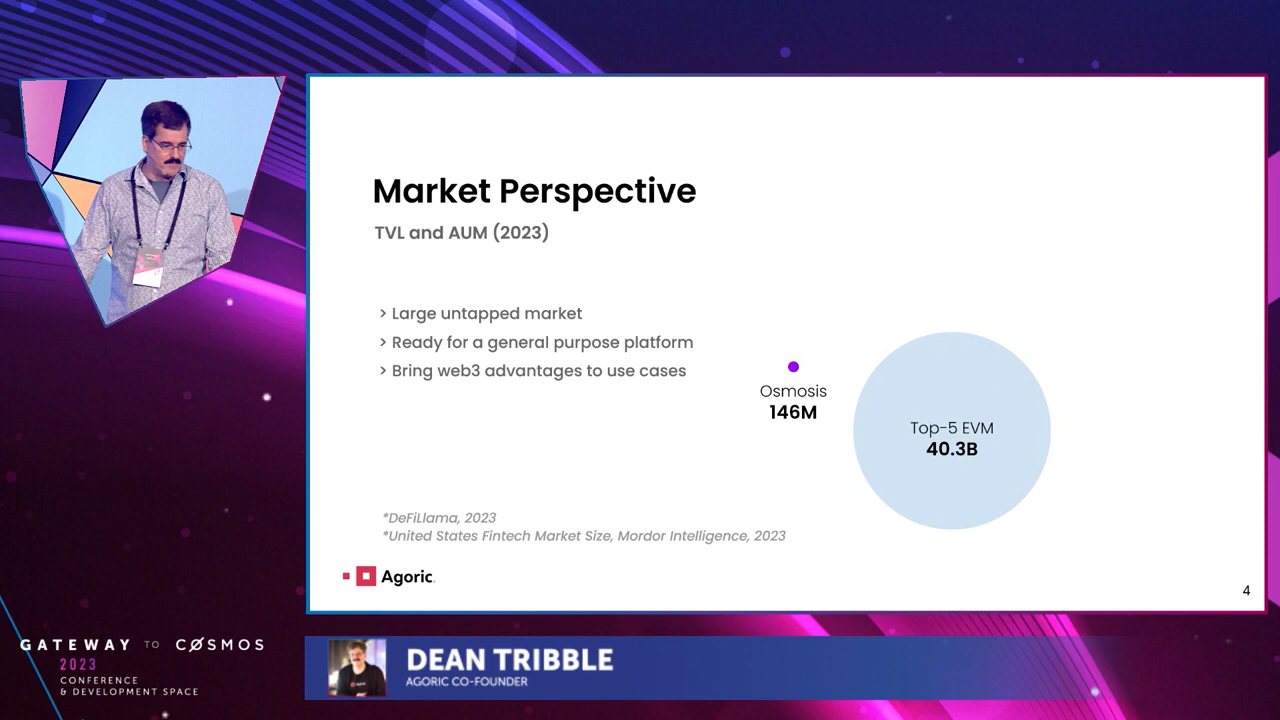 Market Perspective
TVL and AUM (2023)
> Large untapped market
> Ready for a general purpose platform
> Bring web3 advantages to use cases
Osmosis
146M
Top-5 EVM
40.3B
*DeFiLlama, 2023
*United States Fintech Market Size, Mordor Intelligence, 2023
Agoric.
4
GATEWAY TO CØSMOS
2023
CONFERENCE
& DEVELOPMENT SPACE
DEAN TRIBBLE
AGORIC CO-FOUNDER